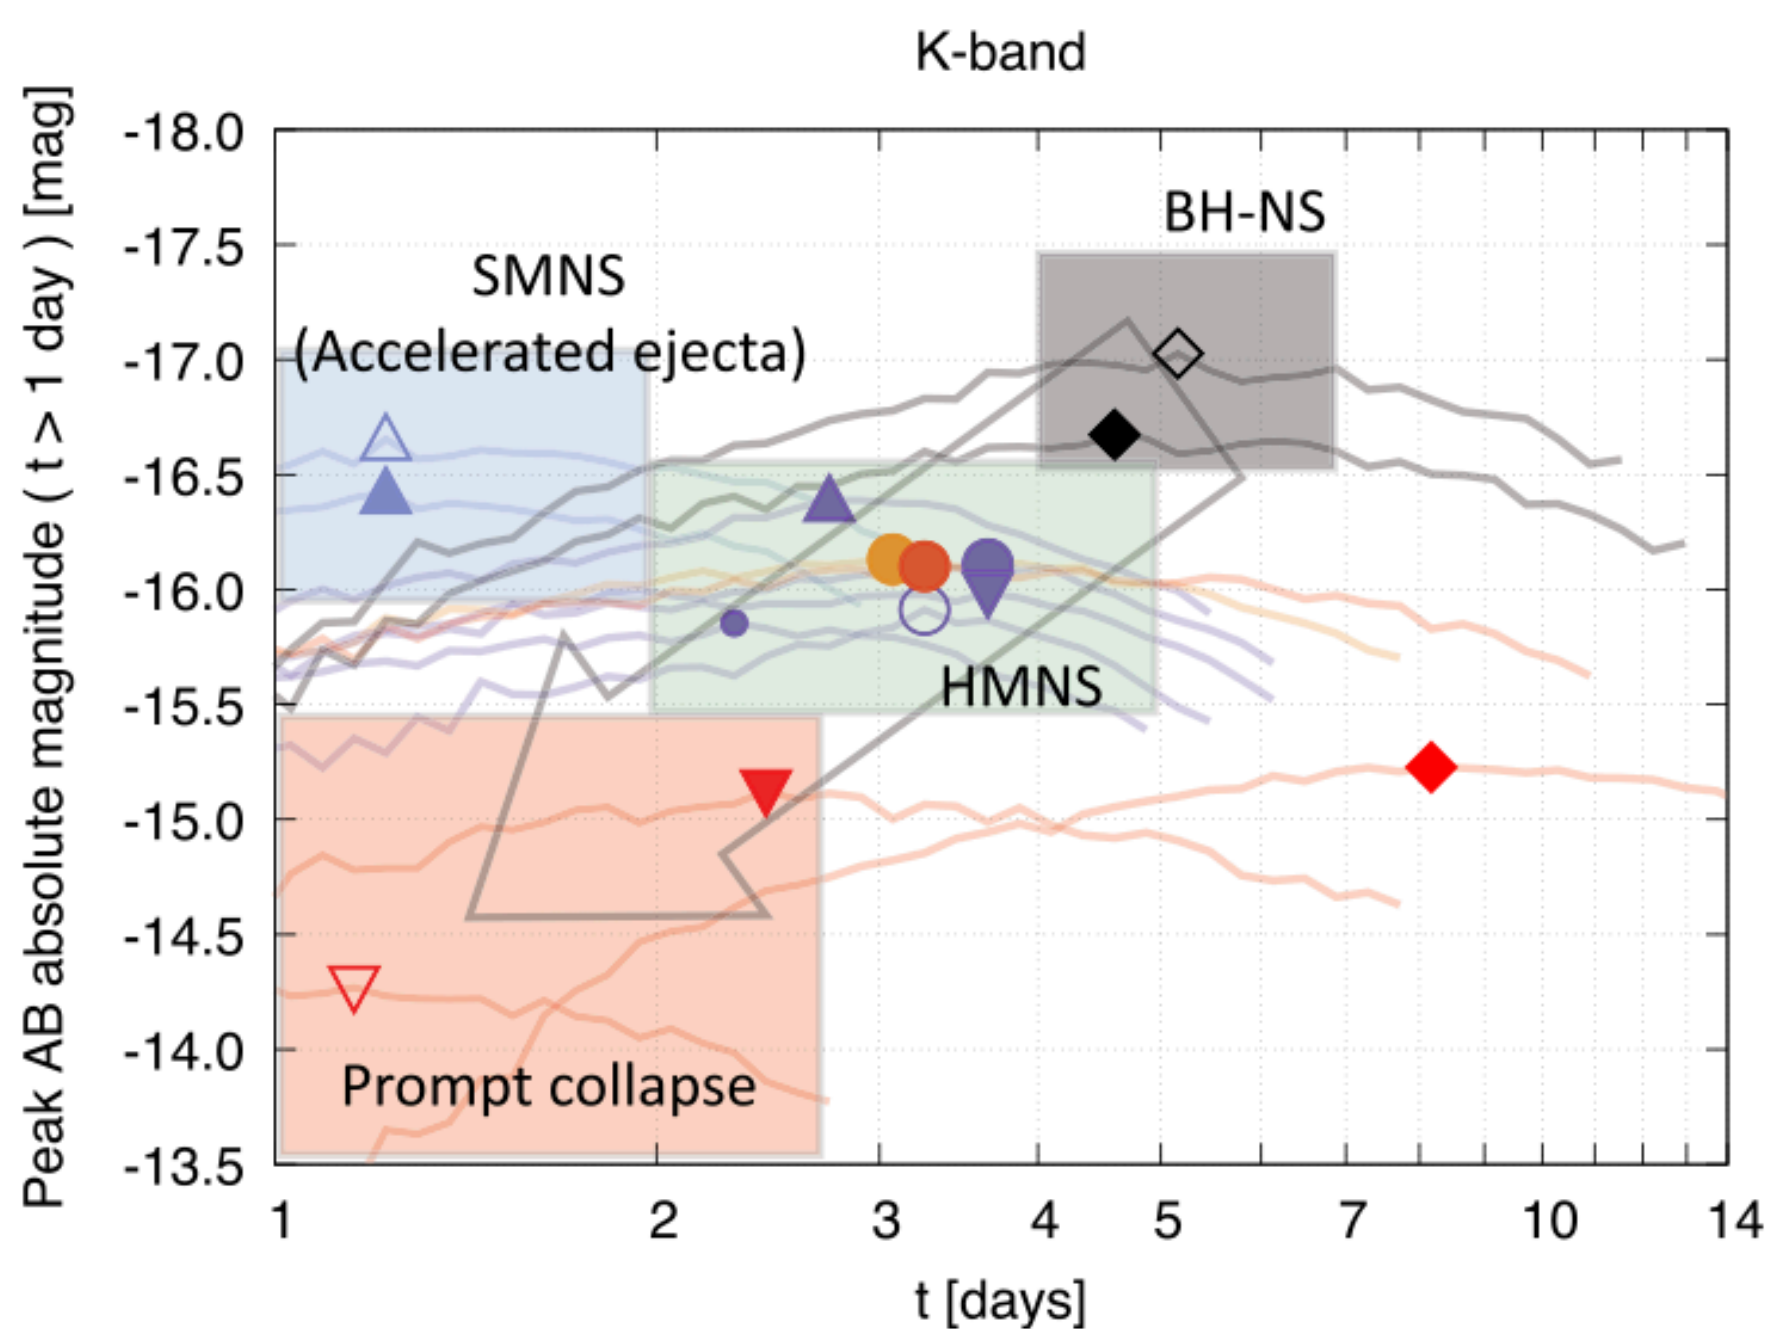 K-band
Peak AB absolute magnitude ( t > 1 day ) [mag]
-18.0
-17.5
-17.0
-16.5
-16.0
-15.5
-15.0
-14.5
-14.0
-13.5
BH-NS
SMNS
(Accelerated ejecta)
HMNS
Prompt collapse
1 2 3 4 5 7 10 14
t [days]